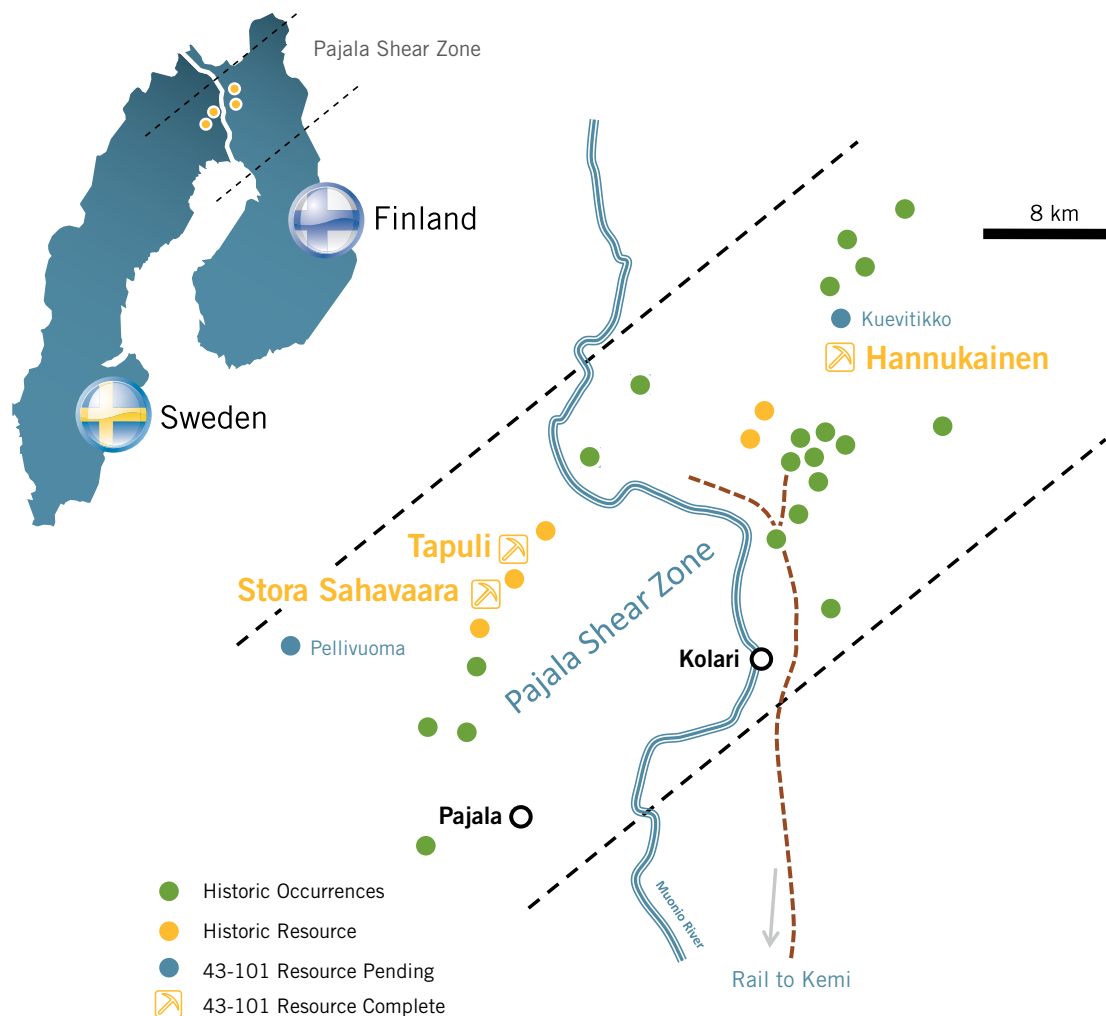 Pajala Shear Zone
Finland
Sweden
8 km
Kuevitikko
Hannukainen
Tapuli
Stora Sahavaara
Pellivuoma
Pajala Shear Zone
Kolari
Pajala
Muonio River
Rail to Kemi
Historic Occurrences
Historic Resource
43-101 Resource Pending
43-101 Resource Complete